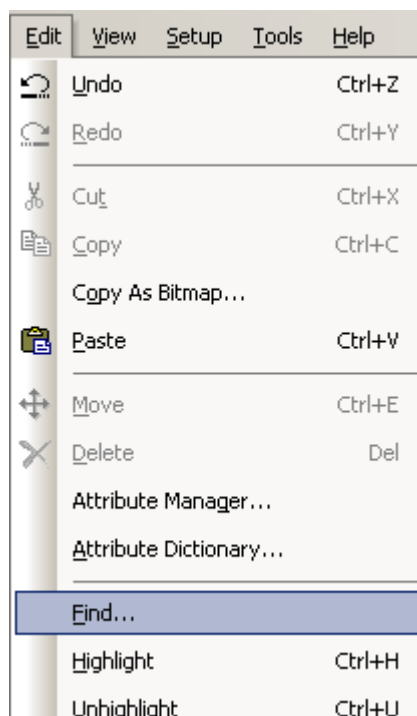 Edit View Setup Tools Help
Undo Ctrl+Z
Redo Ctrl+Y
Cut Ctrl+X
Copy Ctrl+C
Copy As Bitmap...
Paste Ctrl+V
Move Ctrl+E
Delete Del
Attribute Manager...
Attribute Dictionary...
Find...
Highlight Ctrl+H
Unhighlight Ctrl+U